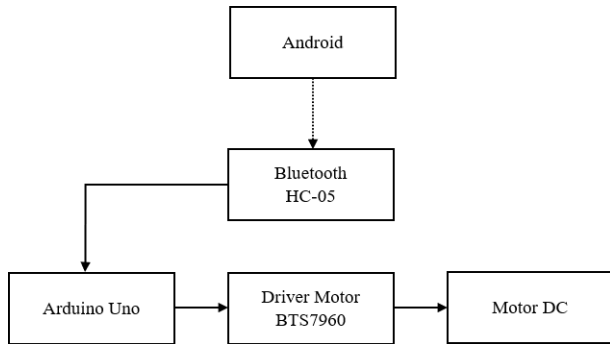 Android
Bluetooth
HC-05
Arduino Uno
Driver Motor
BTS7960
Motor DC